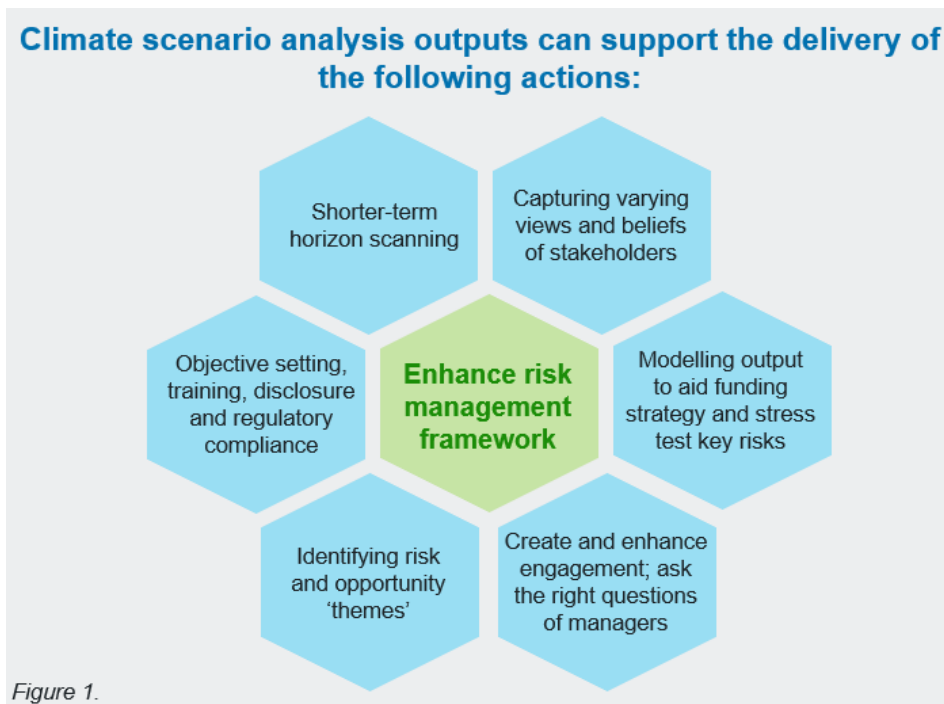 Climate scenario analysis outputs can support the delivery of
the following actions:
Shorter-term
horizon scanning
Capturing varying
views and beliefs
of stakeholders
Objective setting,
training, disclosure
and regulatory
compliance
Enhance risk
management
framework
Modelling output
to aid funding
strategy and stress
test key risks
Identifying risk
and opportunity
‘themes’
Create and enhance
engagement; ask
the right questions
of managers
Figure 1.